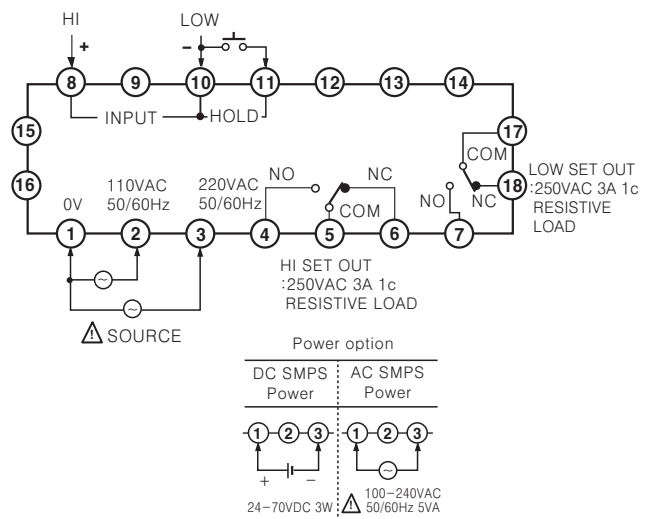 HI
LOW
+
-
8
9
10
11
12
13
14
INPUT
HOLD
15
17
16
18
COM
NO
NC
LOW SET OUT
:250VAC 3A 1c
RESISTIVE
LOAD
0V
110VAC
50/60Hz
220VAC
50/60Hz
NO
NC
COM
1
2
3
4
5
6
7
~
~
HI SET OUT
:250VAC 3A 1c
RESISTIVE LOAD
! SOURCE
Power option
DC SMPS
Power
AC SMPS
Power
1
2
3
1
2
3
+
−
~
24−70VDC 3W
! 100−240VAC
50/60Hz 5VA